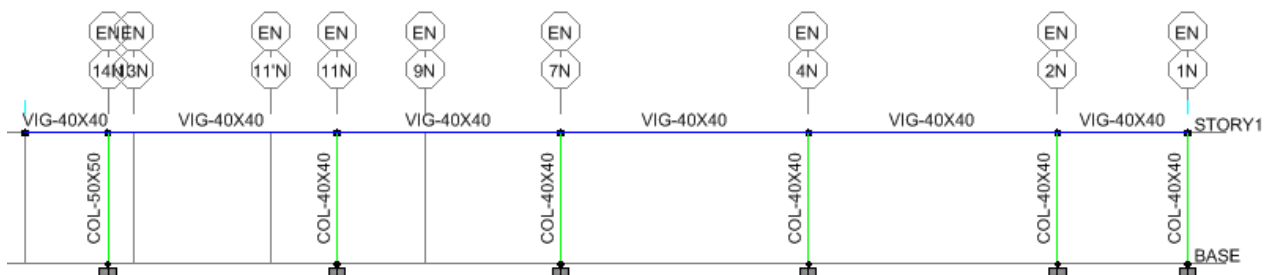 EN EN EN EN EN EN EN EN EN
14N 13N 11'N 11N 9N 7N 4N 2N 1N
VIG-40X40 VIG-40X40 VIG-40X40 VIG-40X40 VIG-40X40 VIG-40X40
STORY1
COL-50X50 COL-40X40 COL-40X40 COL-40X40 COL-40X40 COL-40X40
BASE